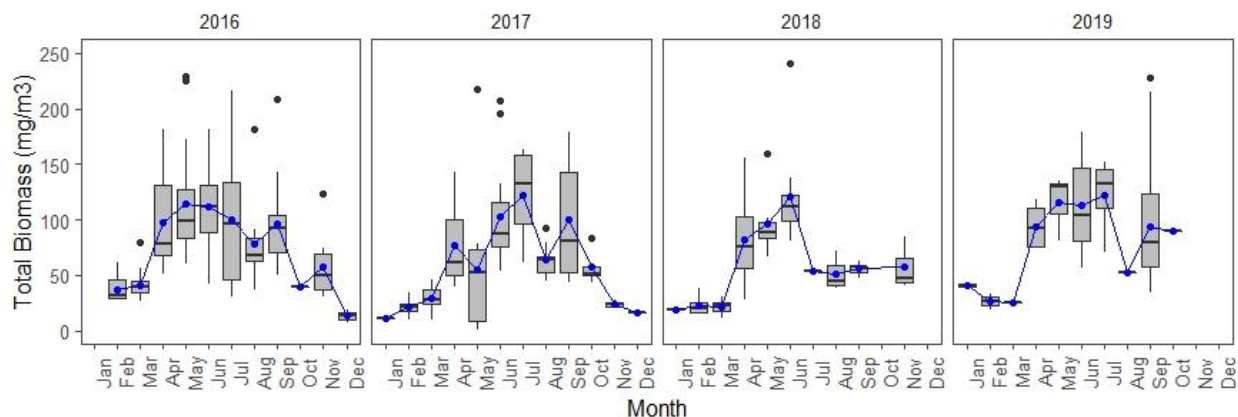 2016 2017 2018 2019
Total Biomass (mg/m3)
250
200
150
100
50
0
Jan Feb Mar Apr May Jun Jul Aug Sep Oct Nov Dec Jan Feb Mar Apr May Jun Jul Aug Sep Oct Nov Dec Jan Feb Mar Apr May Jun Jul Aug Sep Oct Nov Dec Jan Feb Mar Apr May Jun Jul Aug Sep Oct Nov Dec
Month